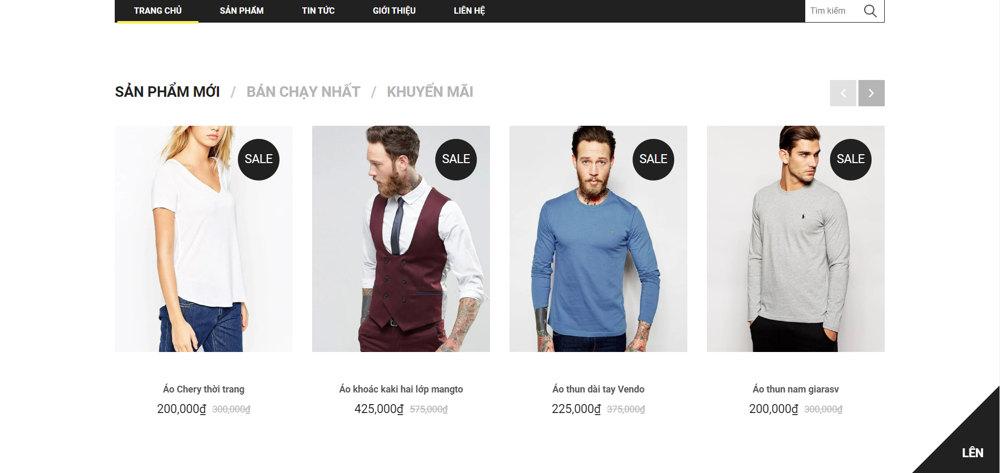 TRANG CHỦ SẢN PHẨM TIN TỨC GIỚI THIỆU LIÊN HỆ Tìm kiếm
SẢN PHẨM MỚI / BÁN CHẠY NHẤT / KHUYẾN MÃI
SALE SALE SALE SALE
Áo Chery thời trang Áo khoác kaki hai lớp mangto Áo thun dài tay Vendo Áo thun nam giarasv
200,000₫ 300,000₫ 425,000₫ 575,000₫ 225,000₫ 375,000₫ 200,000₫ 300,000₫
LÊN